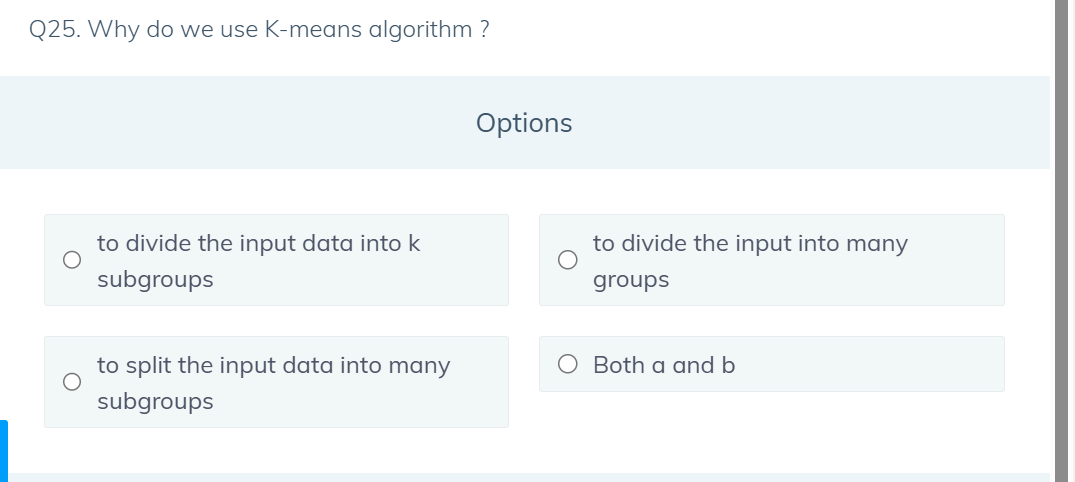 Q25. Why do we use K-means algorithm ?
Options
to divide the input data into k
subgroups
to divide the input into many
groups
to split the input data into many
subgroups
Both a and b